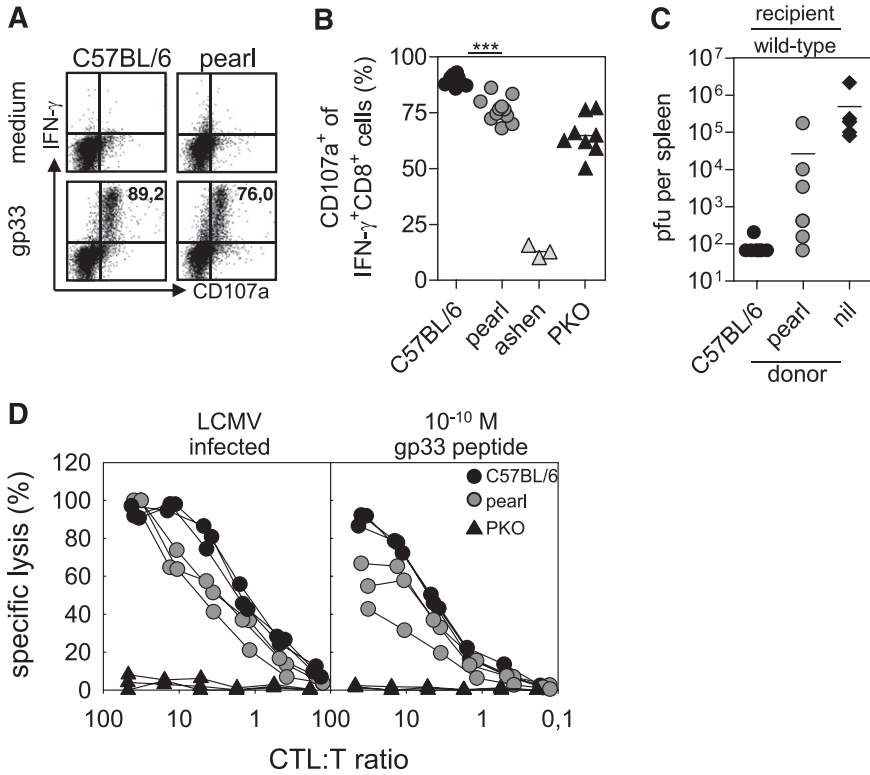 A
C57BL/6 pearl
medium
IFN-γ
gp33
89,2
76,0
CD107a
B
***
CD107a+ of
IFN-γ+CD8+ cells (%)
100
75
50
25
0
C57BL/6
pearl
ashen
PKO
C
recipient
wild-type
pfu per spleen
10^7
10^6
10^5
10^4
10^3
10^2
10^1
C57BL/6
pearl
nil
donor
D
LCMV
infected
10^-10 M
gp33 peptide
specific lysis (%)
120
100
80
60
40
20
0
C57BL/6
pearl
PKO
100 10 1 100 10 1 0,1
CTL:T ratio